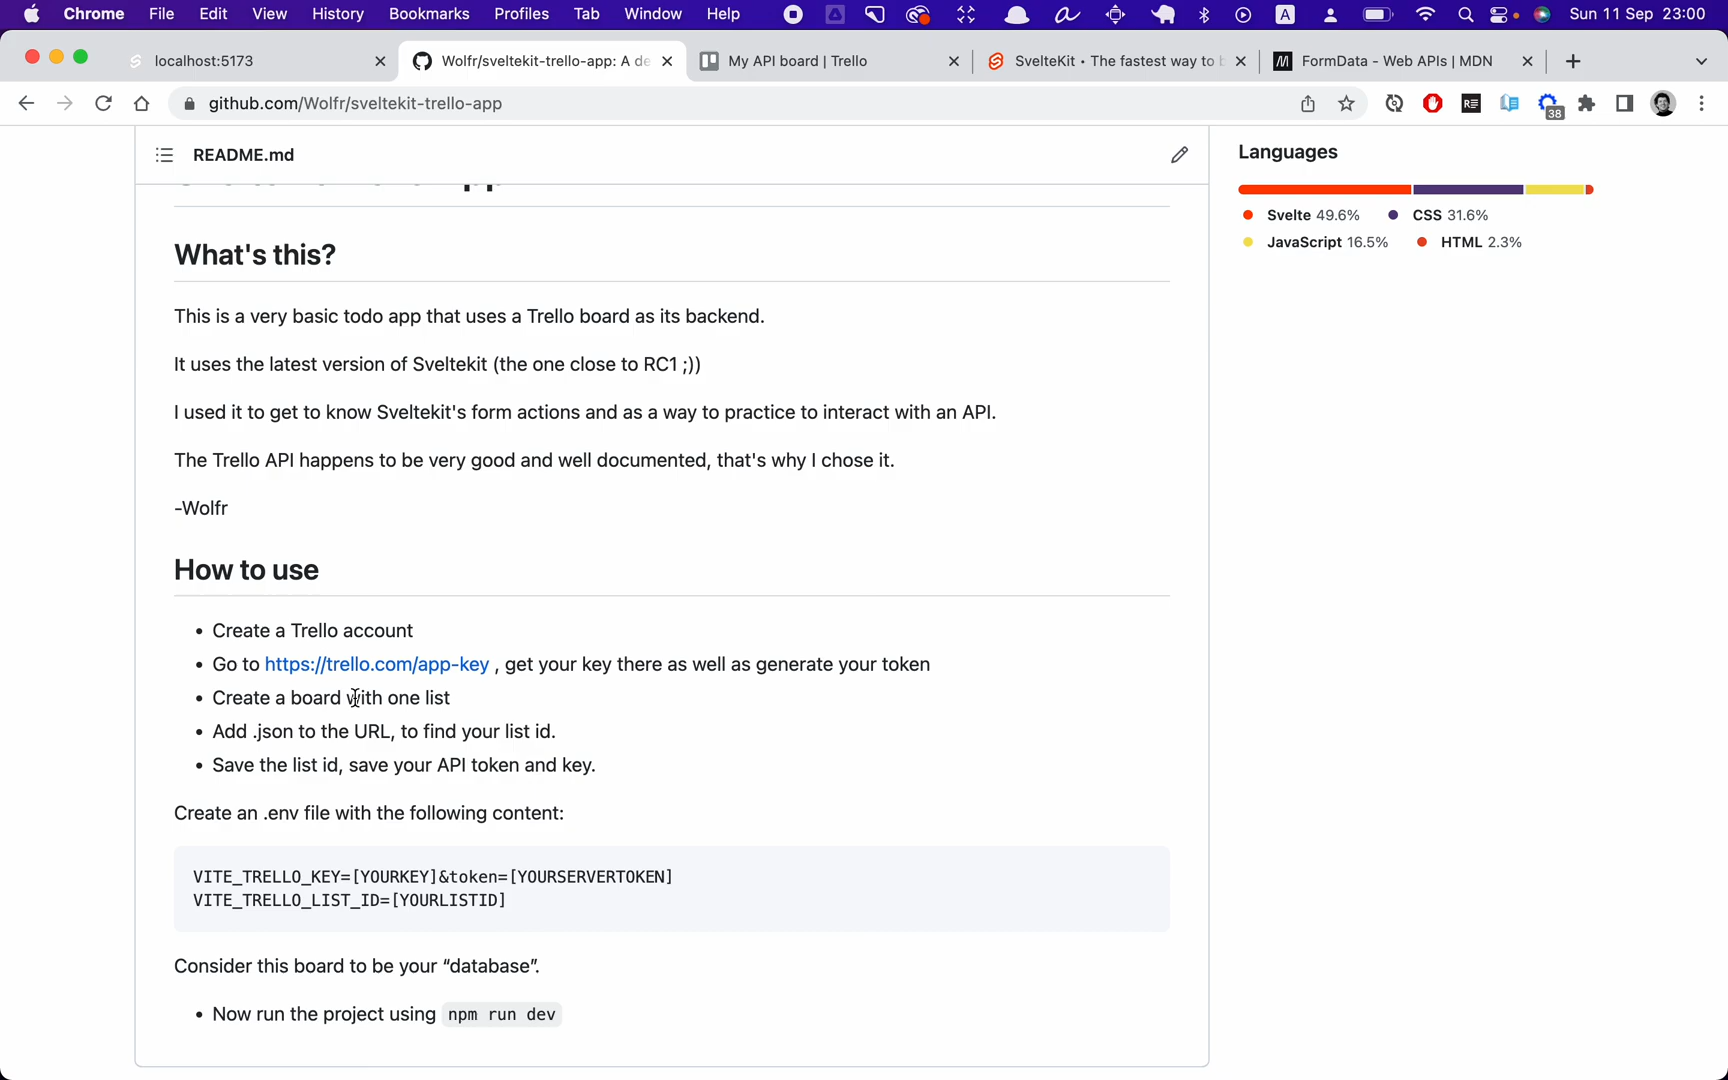 Chrome File Edit View History Bookmarks Profiles Tab Window Help A Sun 11 Sep 23:00
localhost:5173
Wolfr/sveltekit-trello-app: A de
My API board | Trello
SvelteKit • The fastest way to b
FormData - Web APIs | MDN
github.com/Wolfr/sveltekit-trello-app
38
README.md
What's this?
This is a very basic todo app that uses a Trello board as its backend.
It uses the latest version of Sveltekit (the one close to RC1 ;))
I used it to get to know Sveltekit's form actions and as a way to practice to interact with an API.
The Trello API happens to be very good and well documented, that's why I chose it.
-Wolfr
How to use
• Create a Trello account
• Go to https://trello.com/app-key , get your key there as well as generate your token
• Create a board with one list
• Add .json to the URL, to find your list id.
• Save the list id, save your API token and key.
Create an .env file with the following content:
VITE_TRELLO_KEY=[YOURKEY]&token=[YOURSERVERTOKEN]
VITE_TRELLO_LIST_ID=[YOURLISTID]
Consider this board to be your “database”.
• Now run the project using npm run dev
Languages
Svelte 49.6% CSS 31.6%
JavaScript 16.5% HTML 2.3%